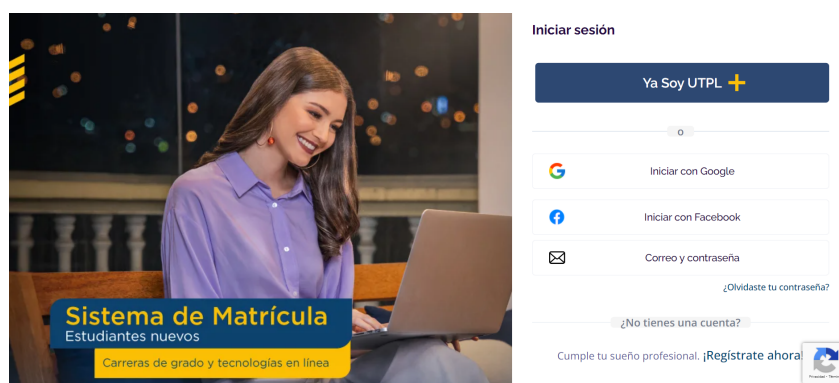 Iniciar sesión
Ya Soy UTPL
o
Iniciar con Google
Iniciar con Facebook
Correo y contraseña
¿Olvidaste tu contraseña?
¿No tienes una cuenta?
Cumple tu sueño profesional. ¡Regístrate ahora!
Sistema de Matrícula
Estudiantes nuevos
Carreras de grado y tecnologías en línea